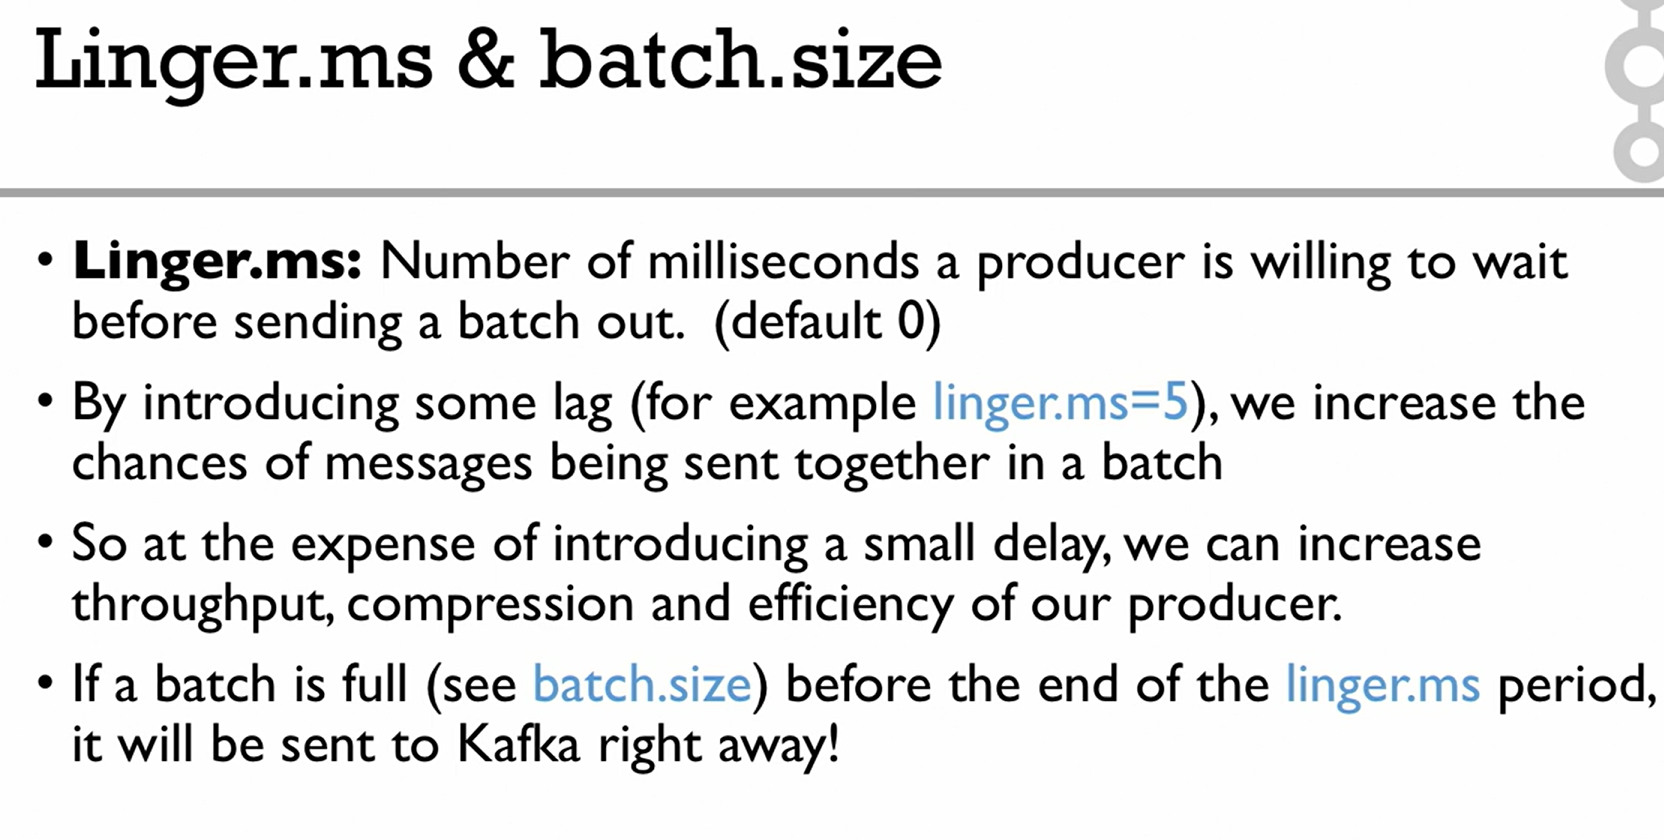 Linger.ms & batch.size
• Linger.ms: Number of milliseconds a producer is willing to wait
before sending a batch out. (default 0)
• By introducing some lag (for example linger.ms=5), we increase the
chances of messages being sent together in a batch
• So at the expense of introducing a small delay, we can increase
throughput, compression and efficiency of our producer.
• If a batch is full (see batch.size) before the end of the linger.ms period,
it will be sent to Kafka right away!